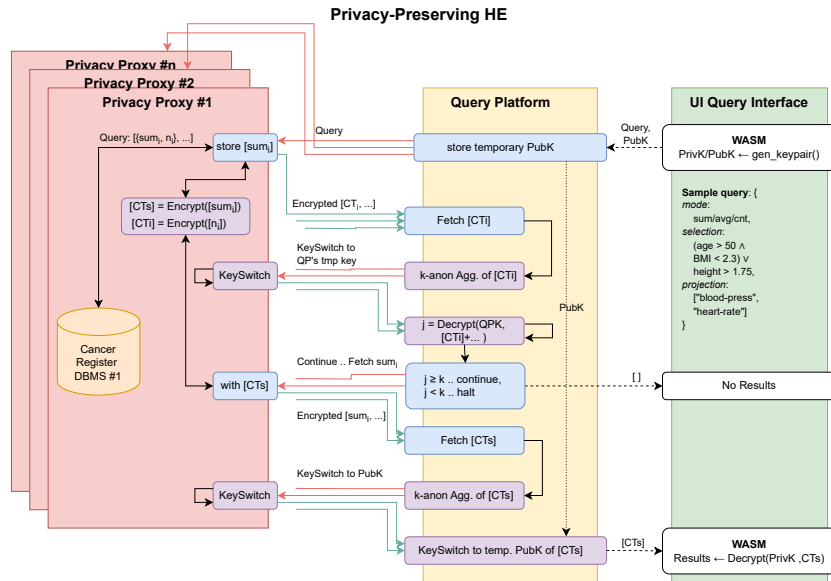 Privacy-Preserving HE
Privacy Proxy #n
Privacy Proxy #2
Privacy Proxy #1
Query Platform
UI Query Interface
Query: [{sumᵢ, nᵢ}, ...]
store [sumᵢ]
Query
store temporary PubK
Query,
PubK
WASM
PrivK/PubK ← gen_keypair()
[CTs] = Encrypt([sumᵢ])
[CTi] = Encrypt([nᵢ])
Encrypted [CTᵢ, ...]
Fetch [CTi]
Sample query: {
mode:
sum/avg/cnt,
selection:
(age > 50 ∧
BMI < 2.3) ∨
height > 1.75,
projection:
["blood-press",
"heart-rate"]
}
KeySwitch to
QP's tmp key
KeySwitch
k-anon Agg. of [CTi]
PubK
j = Decrypt(QPK,
[CTi]+... )
Cancer
Register
DBMS #1
Continue .. Fetch sumᵢ
with [CTs]
j ≥ k .. continue,
j < k .. halt
[ ]
No Results
Encrypted [sumᵢ, ...]
Fetch [CTs]
KeySwitch to PubK
KeySwitch
k-anon Agg. of [CTs]
KeySwitch to temp. PubK of [CTs]
[CTs]
WASM
Results ← Decrypt(PrivK ,CTs)